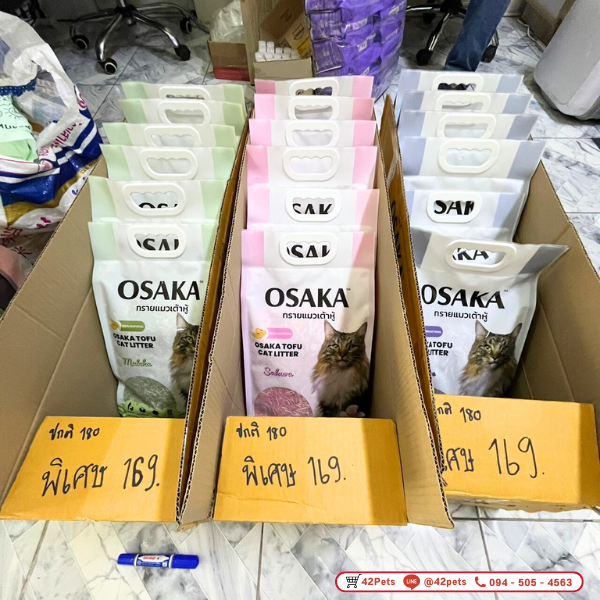 OSAKA
ทรายแมวเต้าหู้
OSAKA TOFU
CAT LITTER
Matcha
OSAKA
ทรายแมวเต้าหู้
OSAKA TOFU
CAT LITTER
Sakura
OSAKA
ทรายแมวเต้าหู้
ปกติ 180
พิเศษ 169.
ปกติ 180
พิเศษ 169.
ปกติ 180
พิเศษ 169.
42Pets LINE @42pets 094 - 505 - 4563